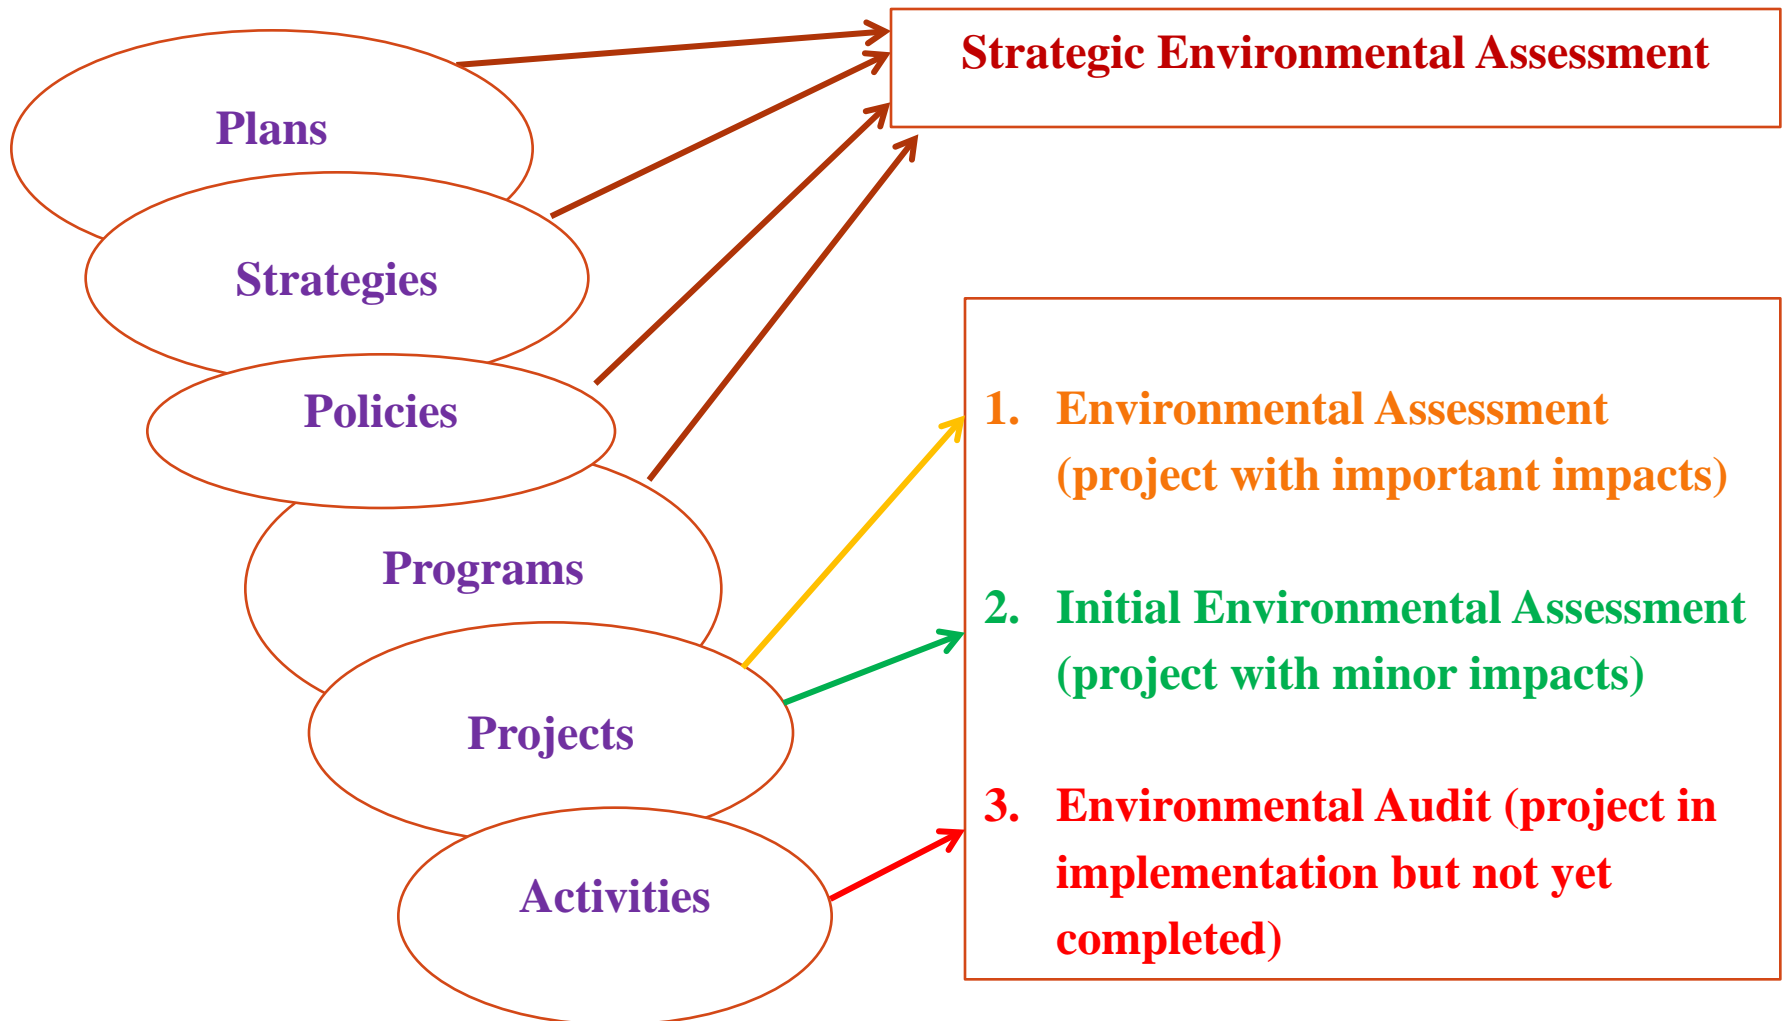 Plans
Strategies
Policies
Programs
Projects
Activities
Strategic Environmental Assessment
1. Environmental Assessment
(project with important impacts)
2. Initial Environmental Assessment
(project with minor impacts)
3. Environmental Audit (project in
implementation but not yet
completed)